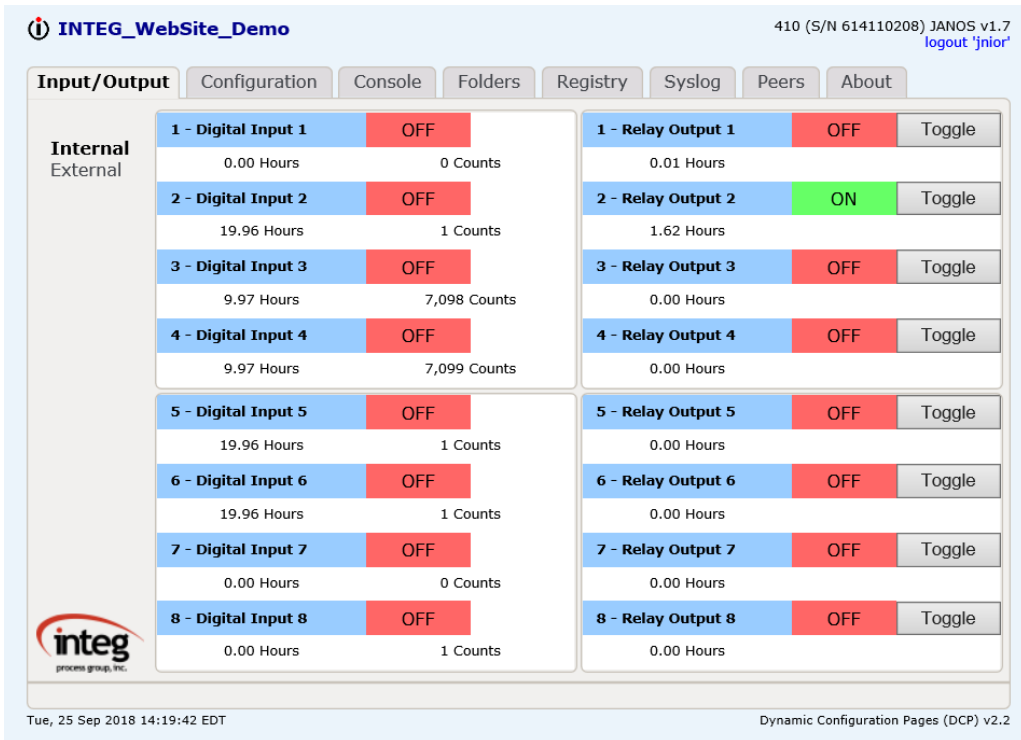 INTEG_WebSite_Demo
410 (S/N 614110208) JANOS v1.7
logout 'jnior'
Input/Output Configuration Console Folders Registry Syslog Peers About
Internal
External
1 - Digital Input 1 OFF
0.00 Hours 0 Counts
2 - Digital Input 2 OFF
19.96 Hours 1 Counts
3 - Digital Input 3 OFF
9.97 Hours 7,098 Counts
4 - Digital Input 4 OFF
9.97 Hours 7,099 Counts
1 - Relay Output 1 OFF Toggle
0.01 Hours
2 - Relay Output 2 ON Toggle
1.62 Hours
3 - Relay Output 3 OFF Toggle
0.00 Hours
4 - Relay Output 4 OFF Toggle
0.00 Hours
5 - Digital Input 5 OFF
19.96 Hours 1 Counts
6 - Digital Input 6 OFF
19.96 Hours 1 Counts
7 - Digital Input 7 OFF
0.00 Hours 0 Counts
8 - Digital Input 8 OFF
0.00 Hours 1 Counts
5 - Relay Output 5 OFF Toggle
0.00 Hours
6 - Relay Output 6 OFF Toggle
0.00 Hours
7 - Relay Output 7 OFF Toggle
0.00 Hours
8 - Relay Output 8 OFF Toggle
0.00 Hours
integ
process group, inc.
Tue, 25 Sep 2018 14:19:42 EDT
Dynamic Configuration Pages (DCP) v2.2